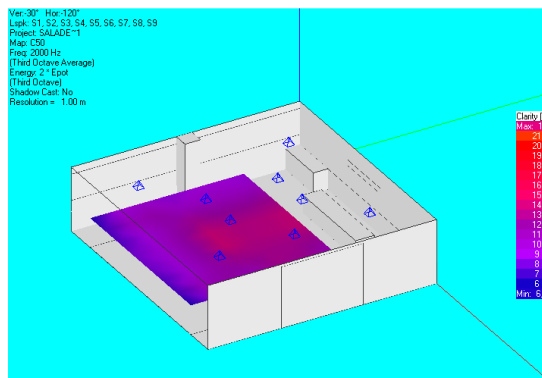 Ver:-30° Hor:-120°
Lspk: S1, S2, S3, S4, S5, S6, S7, S8, S9
Project: SALADE~1
Map: C50
Freq: 2000 Hz
(Third Octave Average)
Energy: 2 * Epot
(Third Octave)
Shadow Cast: No
Resolution = 1.00 m
Clarity
Max: 1
21
20
19
18
17
16
15
14
13
12
11
10
9
8
7
6
Min: 6